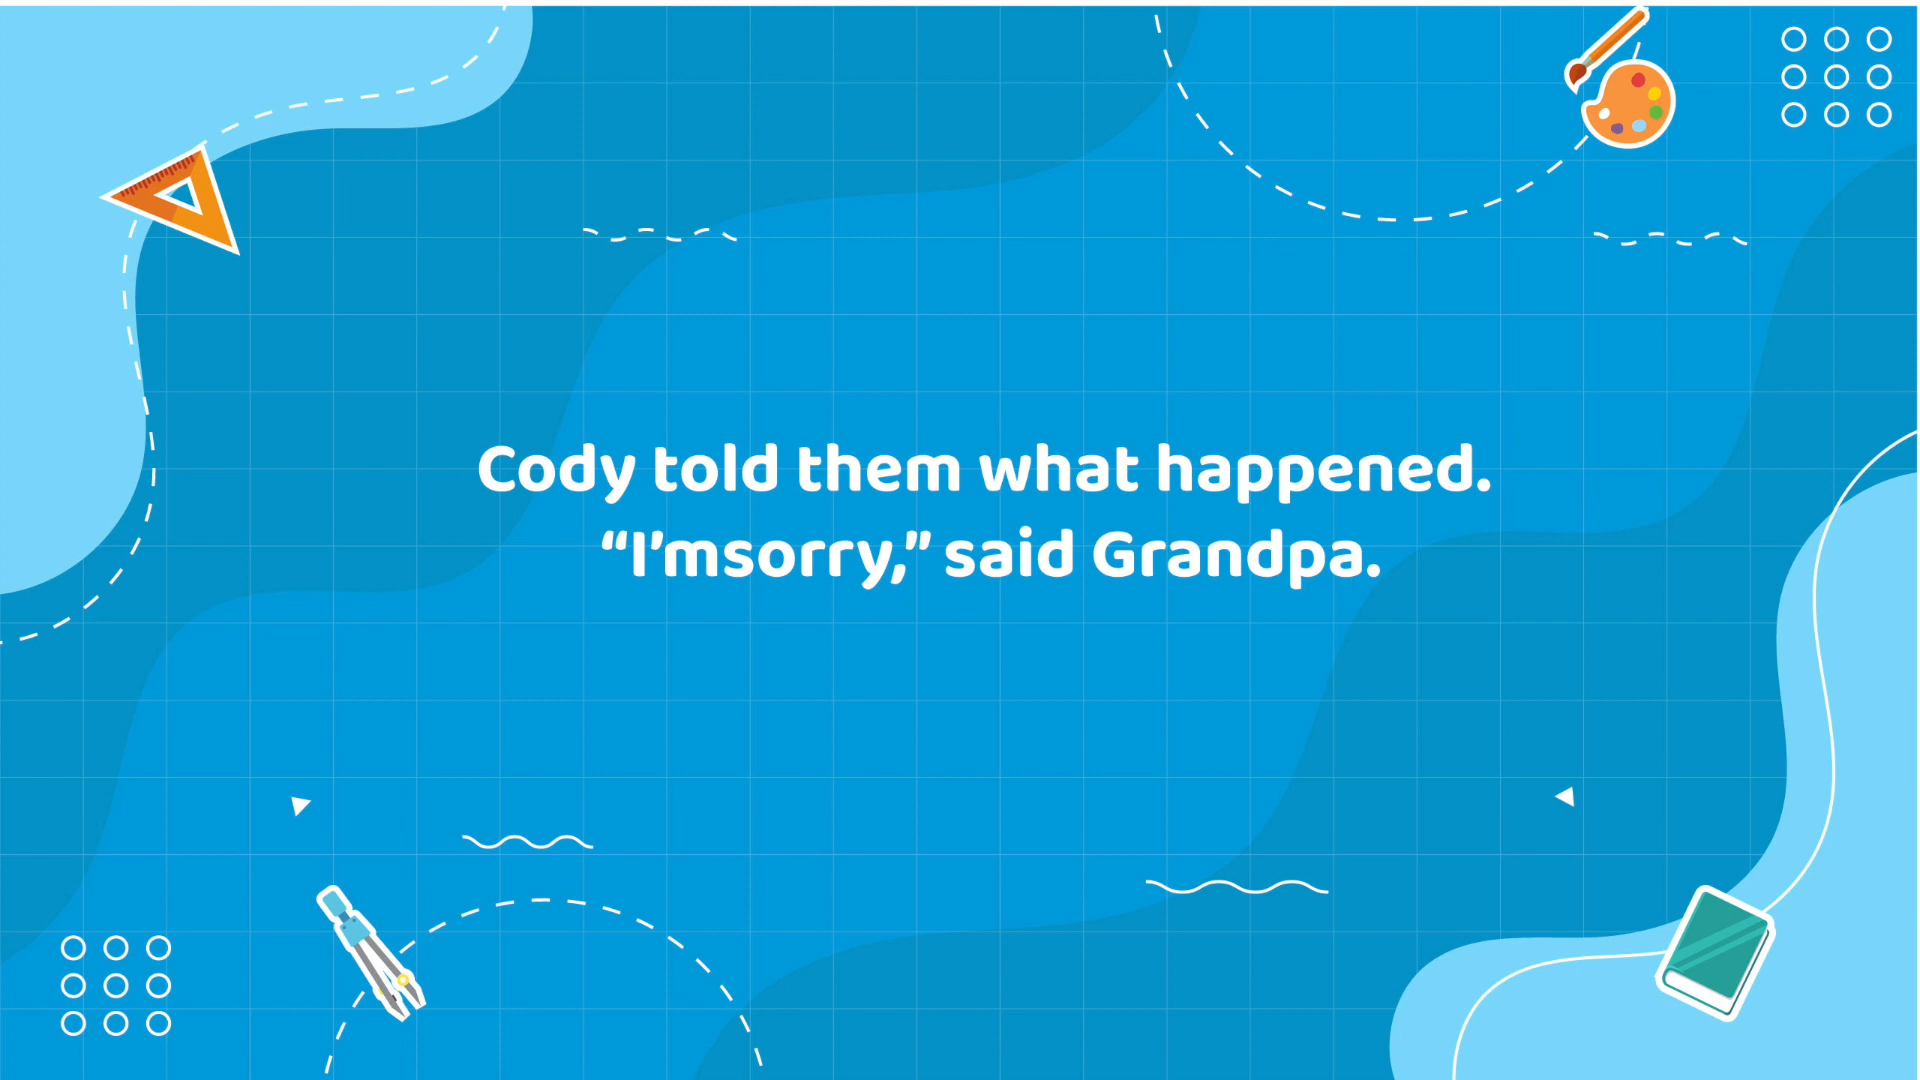 Cody told them what happened.
“I’msorry,” said Grandpa.